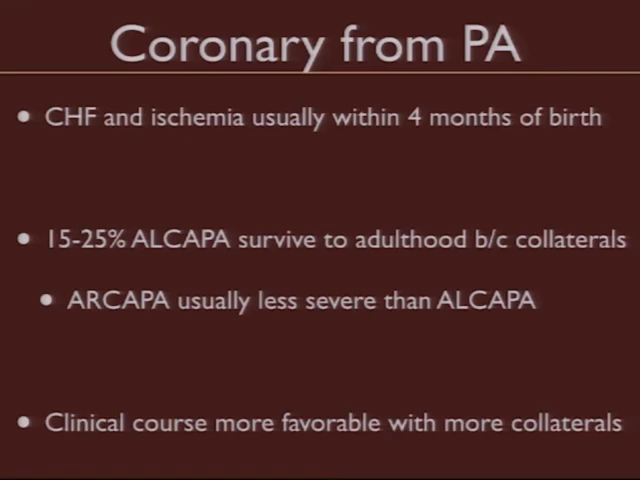 Coronary from PA
• CHF and ischemia usually within 4 months of birth
• 15-25% ALCAPA survive to adulthood b/c collaterals
• ARCAPA usually less severe than ALCAPA
• Clinical course more favorable with more collaterals